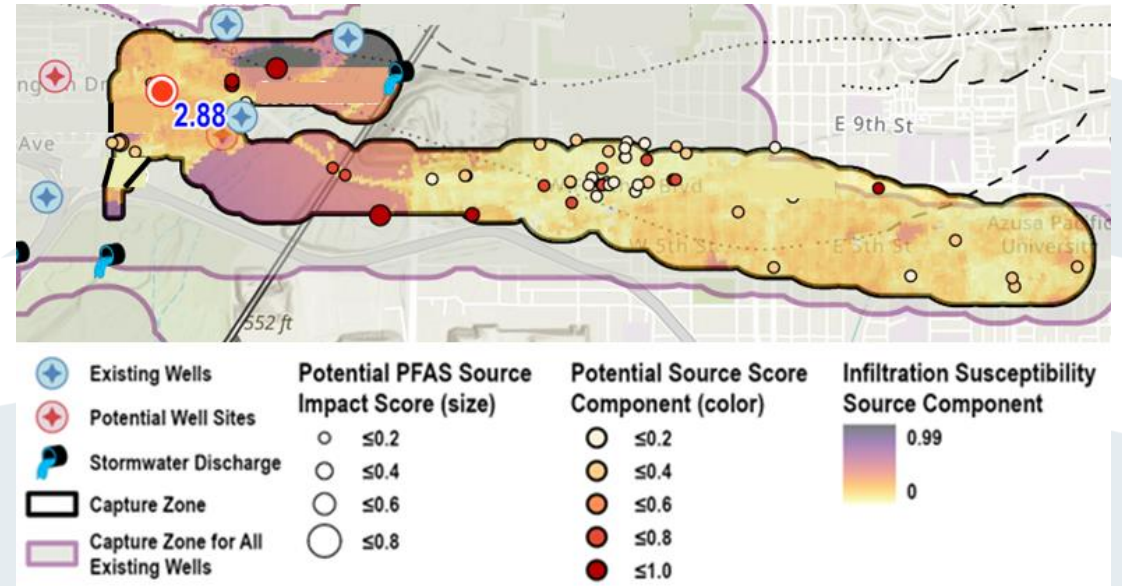 ng
n Dr
2.88
Ave
E 9th St
Blvd
W 5th St
E 5th St
Azusa Pacific
University
552 ft
Existing Wells
Potential Well Sites
Stormwater Discharge
Capture Zone
Capture Zone for All
Existing Wells
Potential PFAS Source
Impact Score (size)
≤0.2
≤0.4
≤0.6
≤0.8
Potential Source Score
Component (color)
≤0.2
≤0.4
≤0.6
≤0.8
≤1.0
Infiltration Susceptibility
Source Component
0.99
0